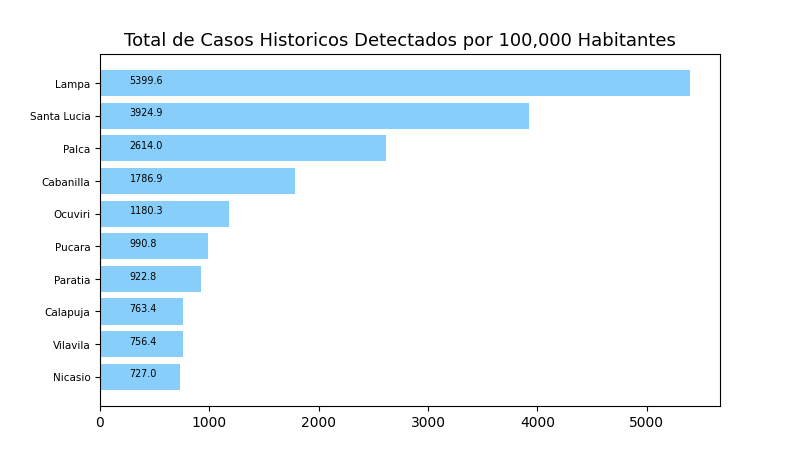 Total de Casos Historicos Detectados por 100,000 Habitantes
Lampa 5399.6
Santa Lucia 3924.9
Palca 2614.0
Cabanilla 1786.9
Ocuviri 1180.3
Pucara 990.8
Paratia 922.8
Calapuja 763.4
Vilavila 756.4
Nicasio 727.0
0 1000 2000 3000 4000 5000